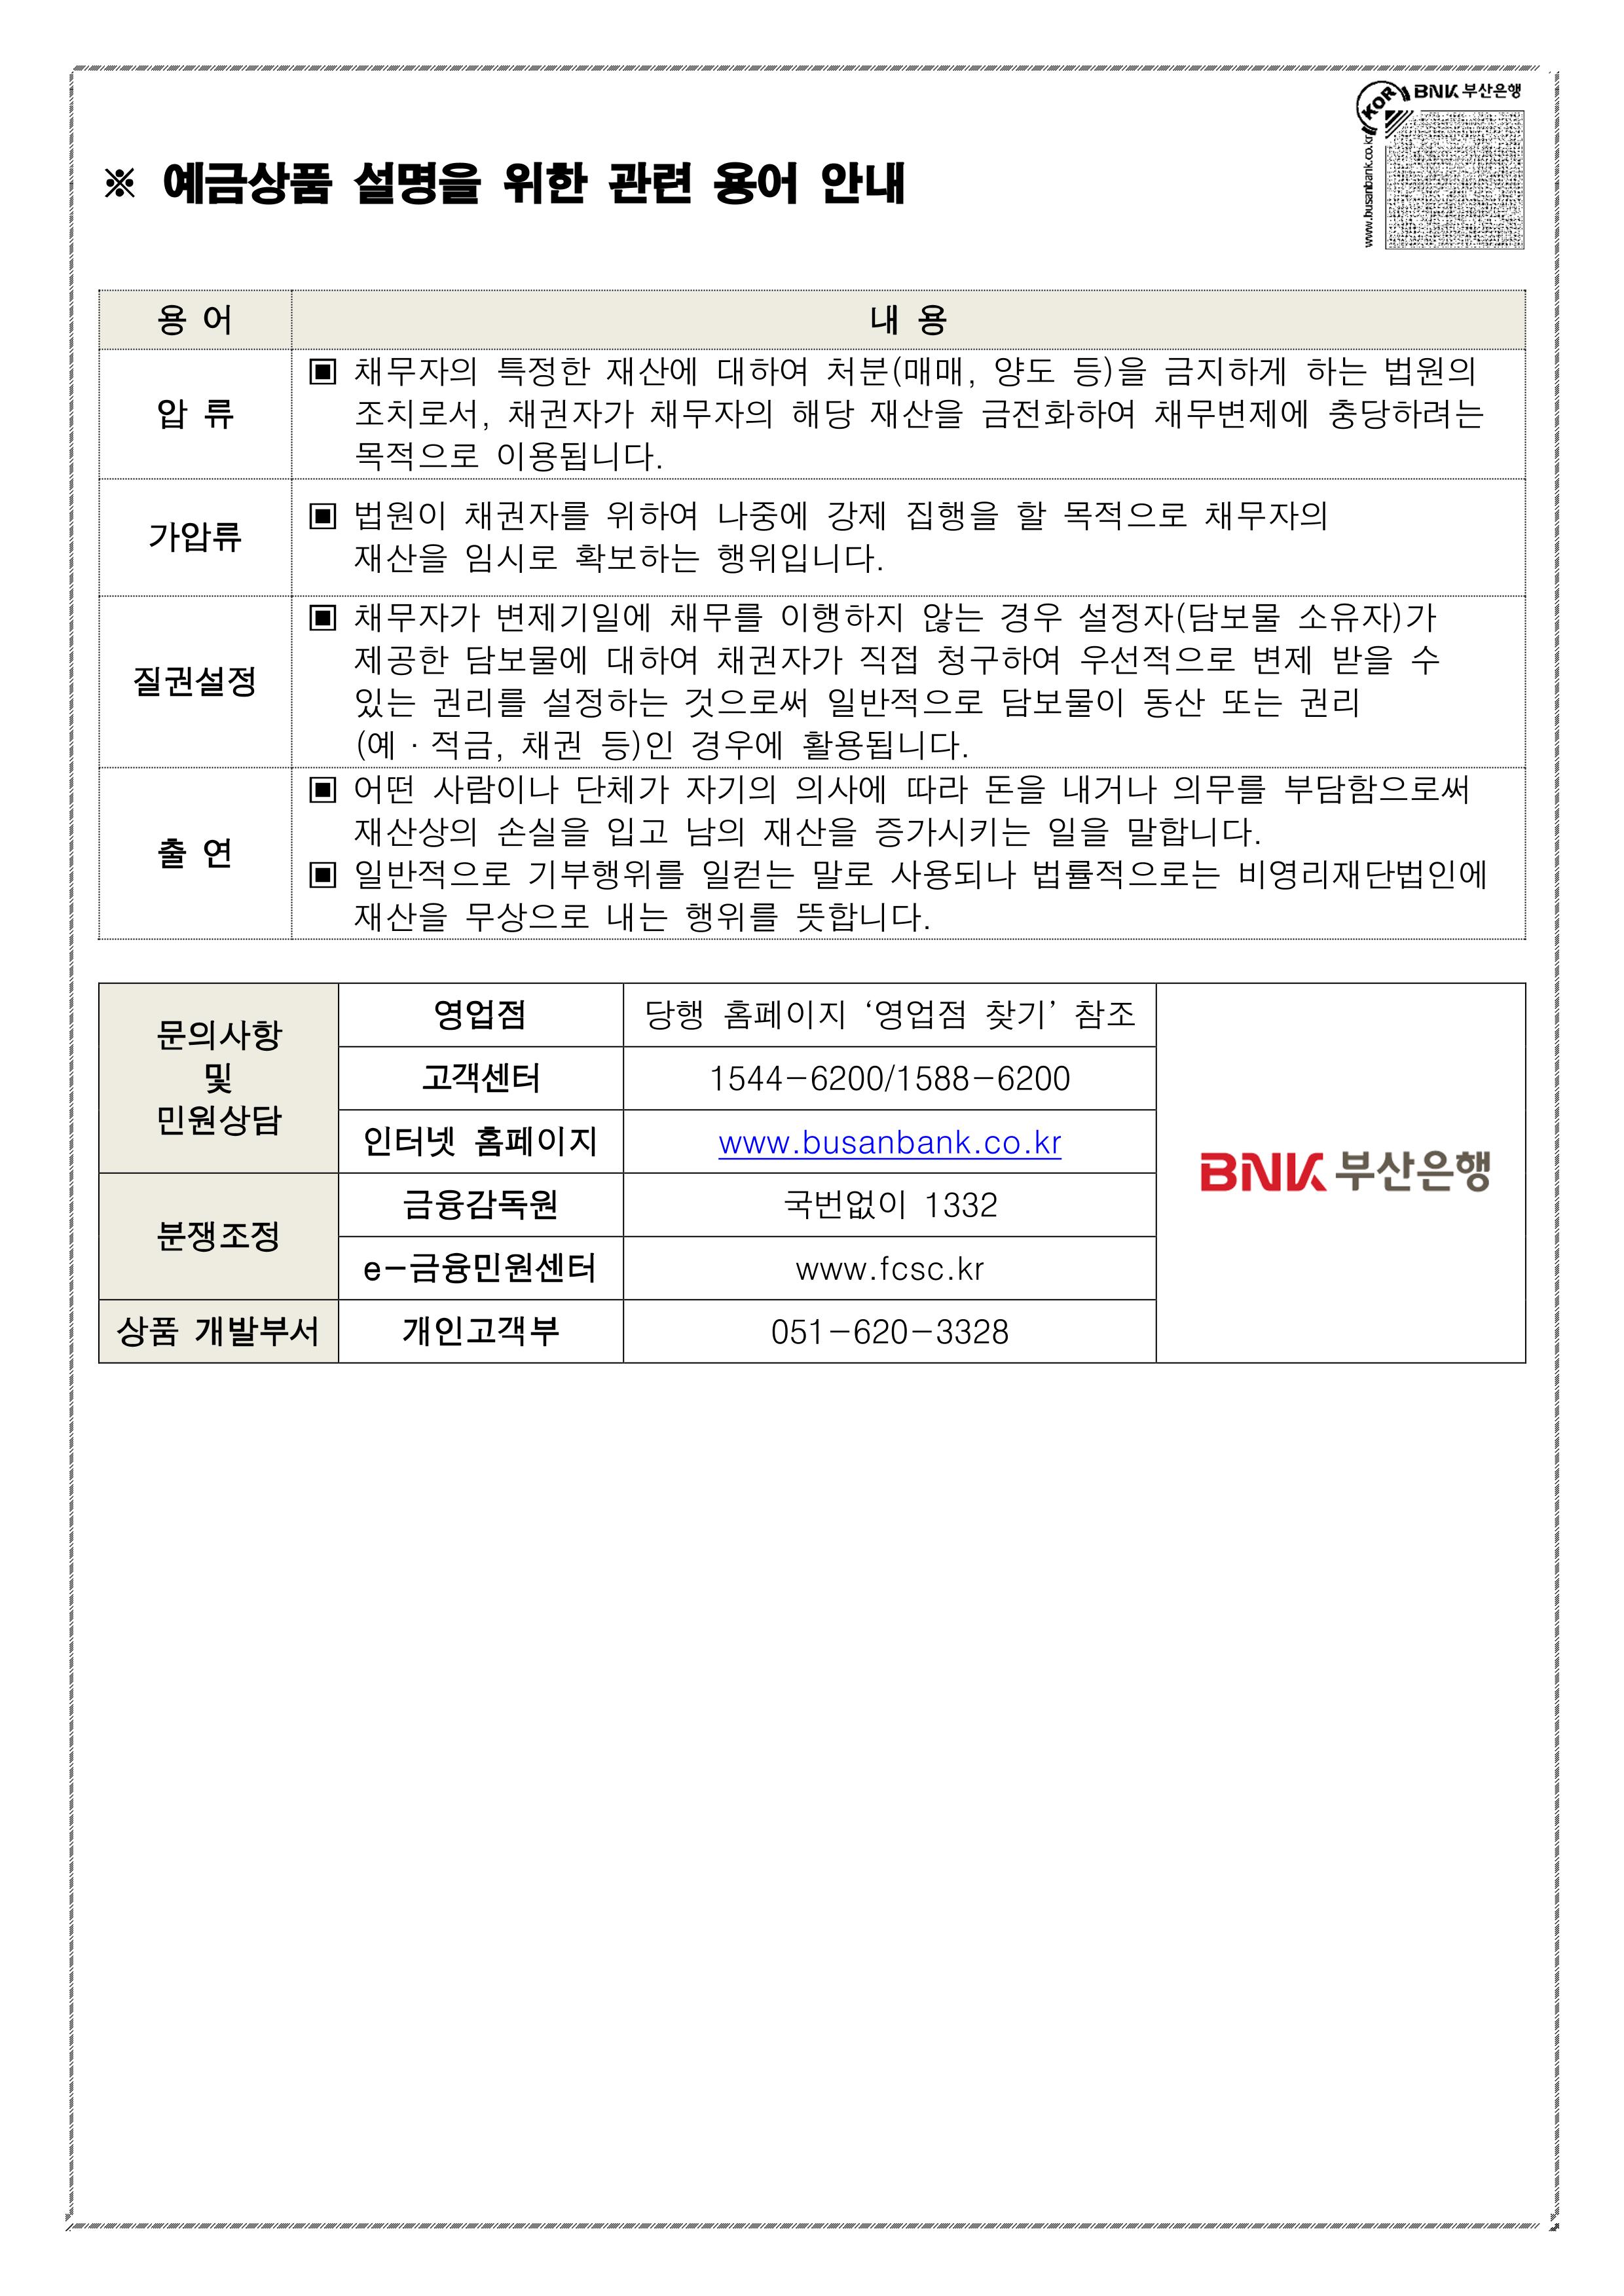 KOR
BNK 부산은행
www.busanbank.co.kr
※ 예금상품 설명을 위한 관련 용어 안내
용 어
내 용
압 류
▣ 채무자의 특정한 재산에 대하여 처분(매매, 양도 등)을 금지하게 하는 법원의
조치로서, 채권자가 채무자의 해당 재산을 금전화하여 채무변제에 충당하려는
목적으로 이용됩니다.
가압류
▣ 법원이 채권자를 위하여 나중에 강제 집행을 할 목적으로 채무자의
재산을 임시로 확보하는 행위입니다.
질권설정
▣ 채무자가 변제기일에 채무를 이행하지 않는 경우 설정자(담보물 소유자)가
제공한 담보물에 대하여 채권자가 직접 청구하여 우선적으로 변제 받을 수
있는 권리를 설정하는 것으로써 일반적으로 담보물이 동산 또는 권리
(예·적금, 채권 등)인 경우에 활용됩니다.
출 연
▣ 어떤 사람이나 단체가 자기의 의사에 따라 돈을 내거나 의무를 부담함으로써
재산상의 손실을 입고 남의 재산을 증가시키는 일을 말합니다.
▣ 일반적으로 기부행위를 일컫는 말로 사용되나 법률적으로는 비영리재단법인에
재산을 무상으로 내는 행위를 뜻합니다.
문의사항
및
민원상담
영업점
당행 홈페이지 ‘영업점 찾기’ 참조
고객센터
1544-6200/1588-6200
인터넷 홈페이지
www.busanbank.co.kr
분쟁조정
금융감독원
국번없이 1332
e-금융민원센터
www.fcsc.kr
상품 개발부서
개인고객부
051-620-3328
BNK 부산은행